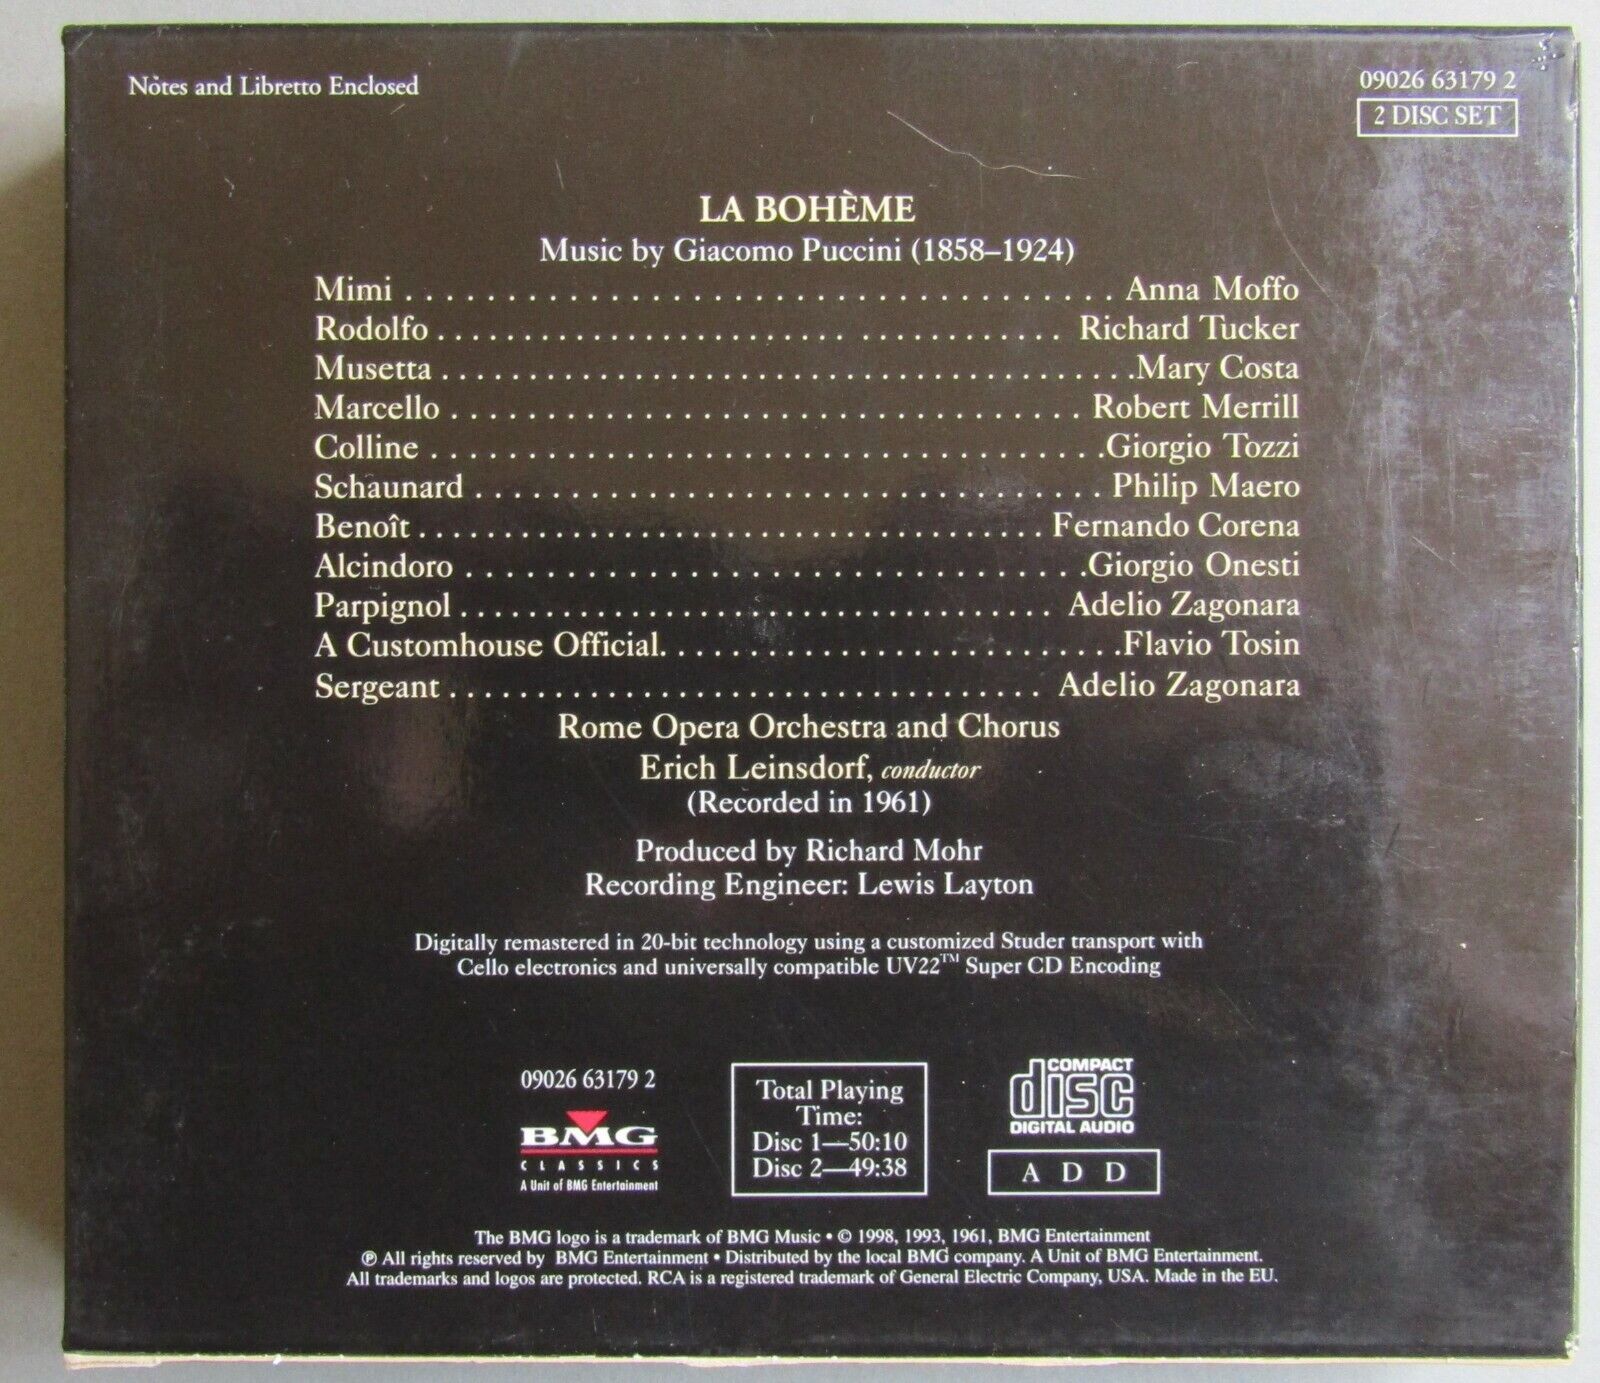 Notes and Libretto Enclosed
09026 63179 2
2 DISC SET
LA BOHÈME
Music by Giacomo Puccini (1858–1924)
Mimi . . . . . . . . . . . . . . . . . . . . . . . . . . . . . . . . . . . . . . Anna Moffo
Rodolfo . . . . . . . . . . . . . . . . . . . . . . . . . . . . . . . . . . Richard Tucker
Musetta . . . . . . . . . . . . . . . . . . . . . . . . . . . . . . . . . . . . . Mary Costa
Marcello . . . . . . . . . . . . . . . . . . . . . . . . . . . . . . . . . . Robert Merrill
Colline . . . . . . . . . . . . . . . . . . . . . . . . . . . . . . . . . . . . Giorgio Tozzi
Schaunard . . . . . . . . . . . . . . . . . . . . . . . . . . . . . . . . . Philip Maero
Benoît . . . . . . . . . . . . . . . . . . . . . . . . . . . . . . . . . Fernando Corena
Alcindoro . . . . . . . . . . . . . . . . . . . . . . . . . . . . . . . . . Giorgio Onesti
Parpignol . . . . . . . . . . . . . . . . . . . . . . . . . . . . . . . . Adelio Zagonara
A Customhouse Official. . . . . . . . . . . . . . . . . . . . . . . . . Flavio Tosin
Sergeant . . . . . . . . . . . . . . . . . . . . . . . . . . . . . . . . Adelio Zagonara
Rome Opera Orchestra and Chorus
Erich Leinsdorf, conductor
(Recorded in 1961)
Produced by Richard Mohr
Recording Engineer: Lewis Layton
Digitally remastered in 20-bit technology using a customized Studer transport with
Cello electronics and universally compatible UV22™ Super CD Encoding
09026 63179 2
BMG
CLASSICS
A Unit of BMG Entertainment
Total Playing
Time:
Disc 1—50:10
Disc 2—49:38
COMPACT
disc
DIGITAL AUDIO
A D D
The BMG logo is a trademark of BMG Music • © 1998, 1993, 1961, BMG Entertainment
℗ All rights reserved by BMG Entertainment • Distributed by the local BMG company. A Unit of BMG Entertainment.
All trademarks and logos are protected. RCA is a registered trademark of General Electric Company, USA. Made in the EU.